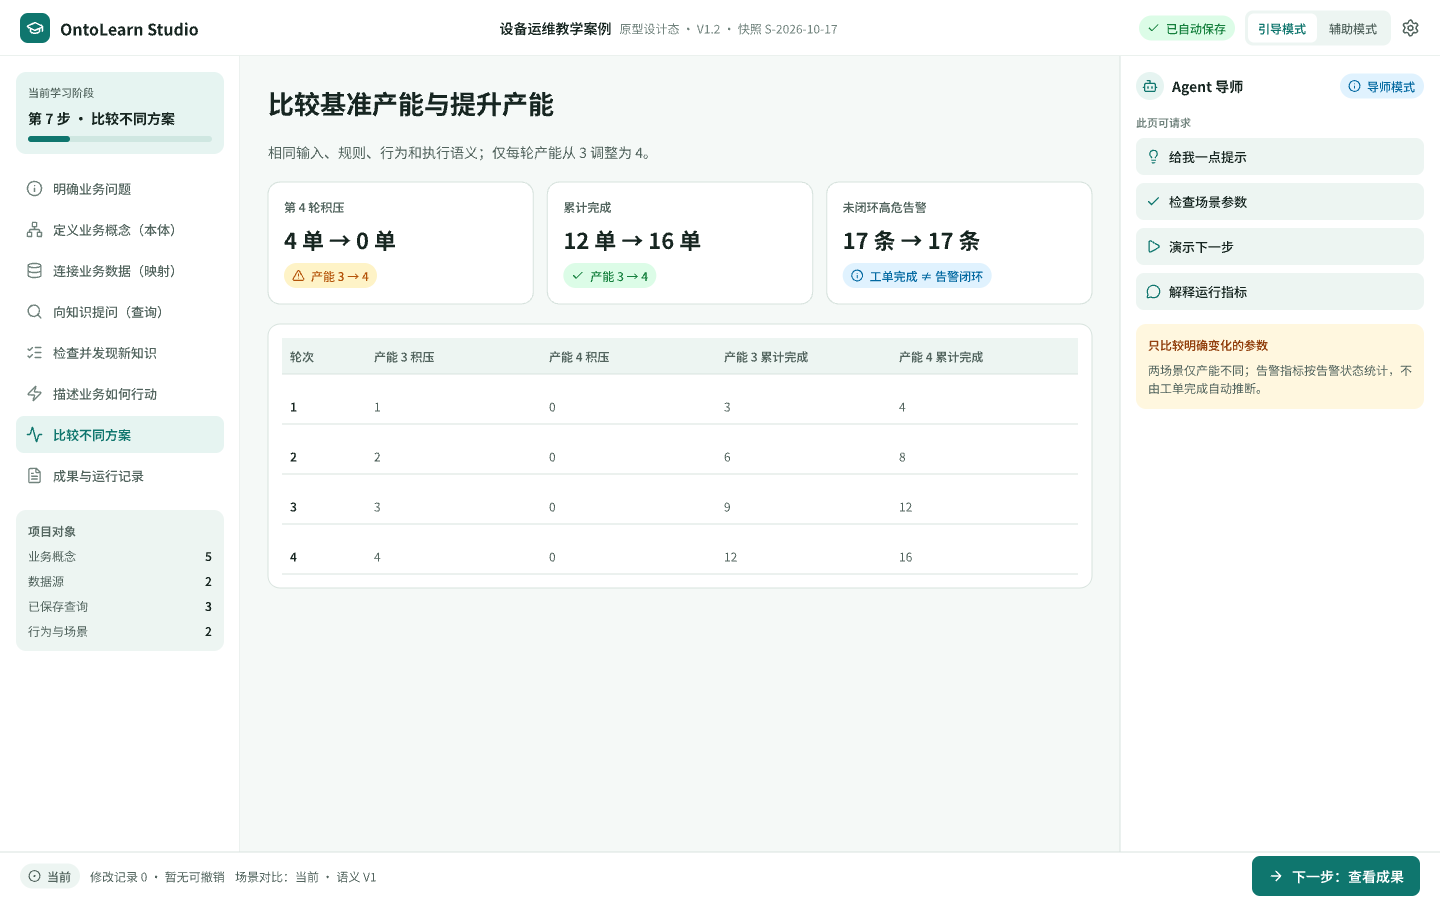 OntoLearn Studio
设备运维教学案例 原型设计态 • V1.2 • 快照 S-2026-10-17
已自动保存
引导模式
辅助模式
当前学习阶段
第 7 步 • 比较不同方案
明确业务问题
定义业务概念（本体）
连接业务数据（映射）
向知识提问（查询）
检查并发现新知识
描述业务如何行动
比较不同方案
成果与运行记录
项目对象
业务概念 5
数据源 2
已保存查询 3
行为与场景 2
比较基准产能与提升产能
相同输入、规则、行为和执行语义；仅每轮产能从 3 调整为 4。
第 4 轮积压
4 单 → 0 单
产能 3 → 4
累计完成
12 单 → 16 单
产能 3 → 4
未闭环高危告警
17 条 → 17 条
工单完成 ≠ 告警闭环
轮次 产能 3 积压 产能 4 积压 产能 3 累计完成 产能 4 累计完成
1 1 0 3 4
2 2 0 6 8
3 3 0 9 12
4 4 0 12 16
Agent 导师
导师模式
此页可请求
给我一点提示
检查场景参数
演示下一步
解释运行指标
只比较明确变化的参数
两场景仅产能不同；告警指标按告警状态统计，不
由工单完成自动推断。
当前
修改记录 0 • 暂无可撤销 场景对比：当前 • 语义 V1
下一步：查看成果